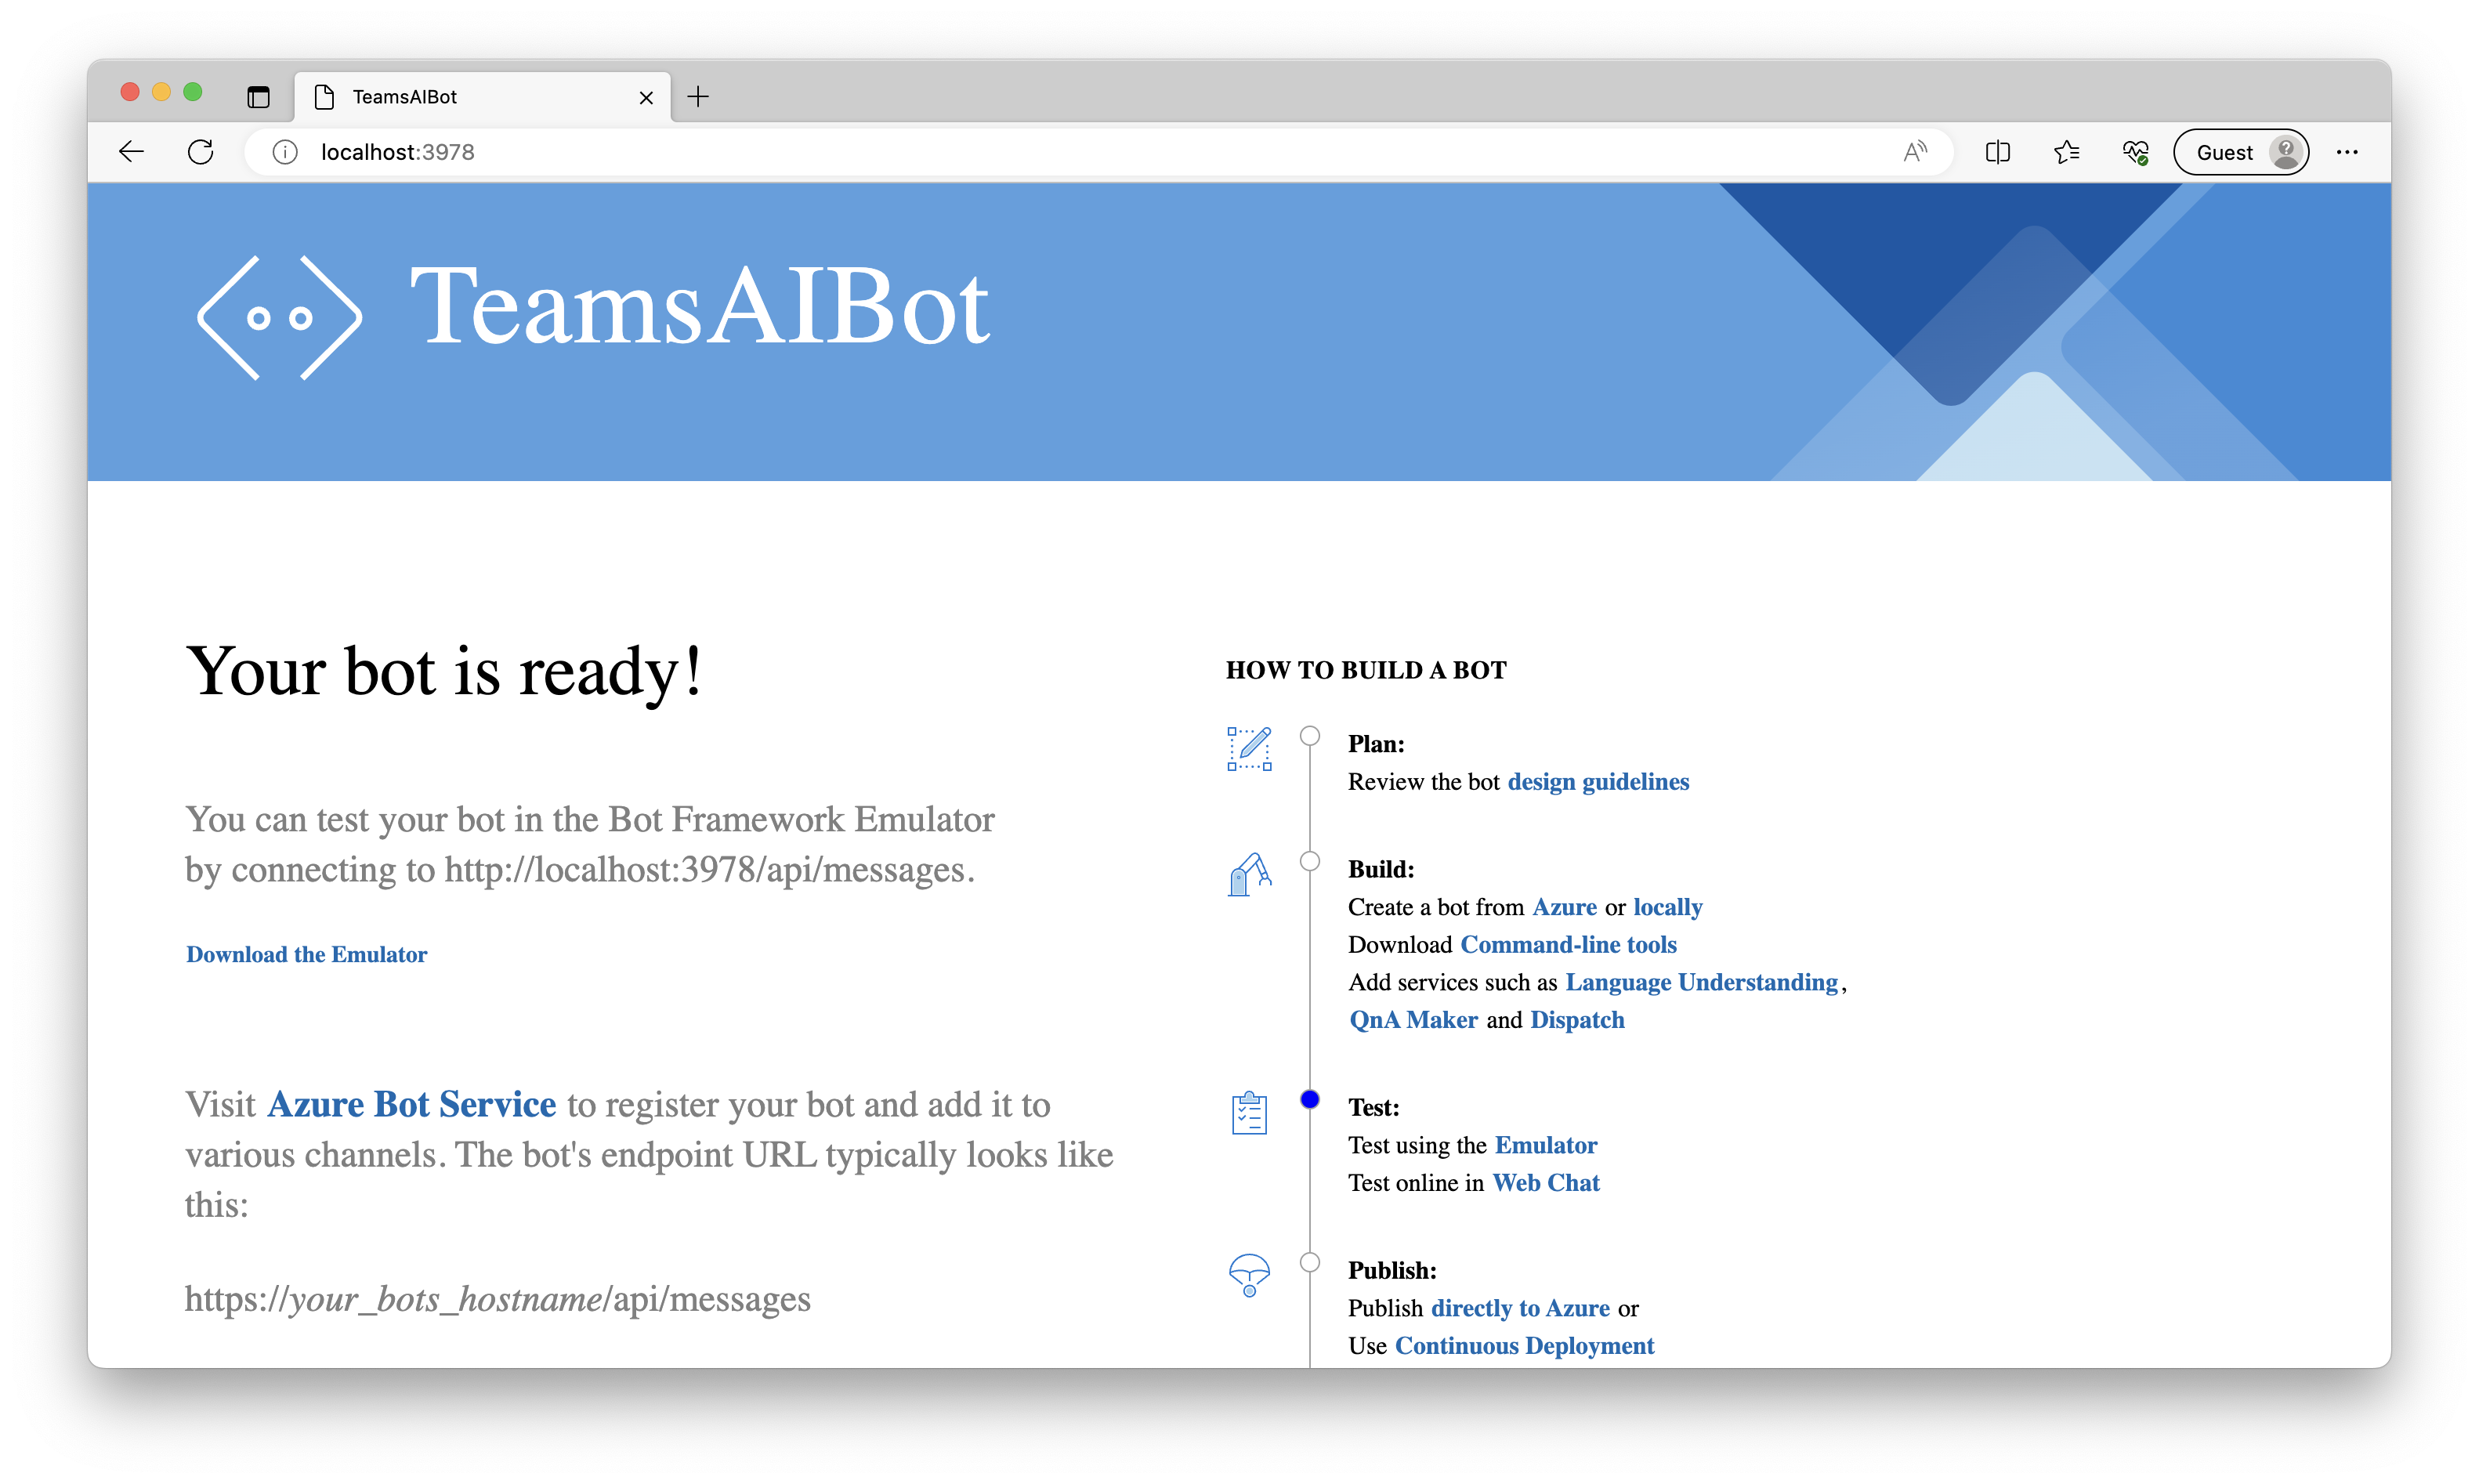 TeamsAIBot
localhost:3978
Guest
TeamsAIBot
Your bot is ready!
You can test your bot in the Bot Framework Emulator
by connecting to http://localhost:3978/api/messages.
Download the Emulator
Visit Azure Bot Service to register your bot and add it to
various channels. The bot's endpoint URL typically looks like
this:
https://your_bots_hostname/api/messages
HOW TO BUILD A BOT
Plan:
Review the bot design guidelines
Build:
Create a bot from Azure or locally
Download Command-line tools
Add services such as Language Understanding,
QnA Maker and Dispatch
Test:
Test using the Emulator
Test online in Web Chat
Publish:
Publish directly to Azure or
Use Continuous Deployment